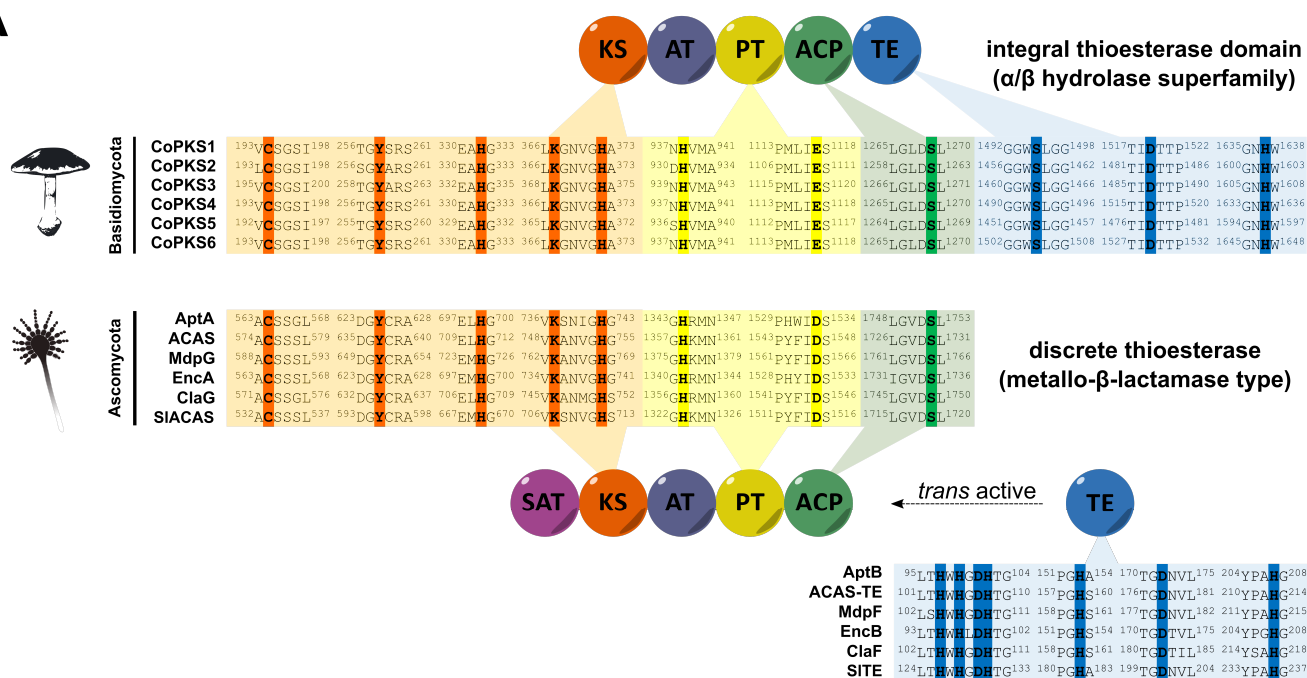 A
KS AT PT ACP TE
integral thioesterase domain
(α/β hydrolase superfamily)
Basidiomycota
CoPKS1 193VCSGSI198 256TGYSRS261 330EAHG333 366LKGNVGHA373 937NHVMA941 1113PMLIES1118 1265LGLDSL1270 1492GGWSLGG1498 1517TIDTTP1522 1635GNHW1638
CoPKS2 193LCSGSI198 256SGYARS261 330EAHG333 366LKGNVGHA373 930DHVMA934 1106PMLIES1111 1258LGLDSL1263 1456GGWSLGG1462 1481TIDTTP1486 1600GNHW1603
CoPKS3 195VCSGSI200 258TGYARS263 332EAHG335 368LKGNVGHA375 939NHVMA943 1115PMLIES1120 1266LGLDSL1271 1460GGWSLGG1466 1485TIDTTP1490 1605GNHW1608
CoPKS4 193VCSGSI198 256TGYARS261 330EAHG333 366LKGNVGHA373 937NHVMA941 1113PMLIES1118 1265LGLDSL1270 1490GGWSLGG1496 1515TIDTTP1520 1633GNHW1636
CoPKS5 192VCSGSI197 255TGYARS260 329EAHG332 365LKGNVGHA372 936NHVMA940 1112PMLIES1117 1264LGLDSL1269 1451GGWSLGG1457 1476TIDTTP1481 1594GNHW1597
CoPKS6 193VCSGSI198 256TGYARS261 330EAHG333 366LKGNVGHA373 937NHVMA941 1113PMLIES1118 1265LGLDSL1270 1502GGWSLGG1508 1527TIDTTP1532 1645GNHW1648
Ascomycota
AptA 563ACSSGL568 623DGYCRA628 697ELHG700 736VKSNIGHG743 1343GHRMN1347 1529PHWIDS1534 1748LGVDSL1753
ACAS 574ACSSSL579 635DGYCRA640 709ELHG712 748VKANVGHG755 1357GHKMN1361 1543PYFIDS1548 1726LGVDSL1731
MdpG 588ACSSSL593 649DGYCRA654 723EMHG726 762VKANVGHG769 1375GHKMN1379 1561PYFIDS1566 1761LGVDSL1766
EncA 563ACSSSL568 623DGYCRA628 697EMHG700 734VKANVGHG741 1340GHRMN1344 1528PHYIDS1533 1731IGVDSL1736
ClaG 571ACSSSL576 632DGYCRA637 706ELHG709 745VKANMGHS752 1356GHRMN1360 1541PYFIDS1546 1745LGVDSL1750
SlACAS 532ACSSSL537 593DGYCRA598 667EMHG670 706VKSNVGHS713 1322GHRMN1326 1511PYFIDS1516 1715LGVDSL1720
discrete thioesterase
(metallo-β-lactamase type)
SAT KS AT PT ACP trans active TE
AptB 95LTHWHGDHTG104 151PGHA154 170TGDNVL175 204YPAHG208
ACAS-TE 101LTHWHGDHTG110 157PGHS160 176TGDNVL181 210YPAHG214
MdpF 102LSHWHGDHTG111 158PGHS161 177TGDNVL182 211YPAHG215
EncB 93LTHWHLDHTG102 151PGHS154 170TGDTVL175 204YPGHG208
ClaF 102LTHWHGDHTG111 158PGHS161 180TGDTIL185 214YSAHG218
SlTE 124LTHWHGDHTG133 180PGHA183 199TGDNVL204 233YPAHG237